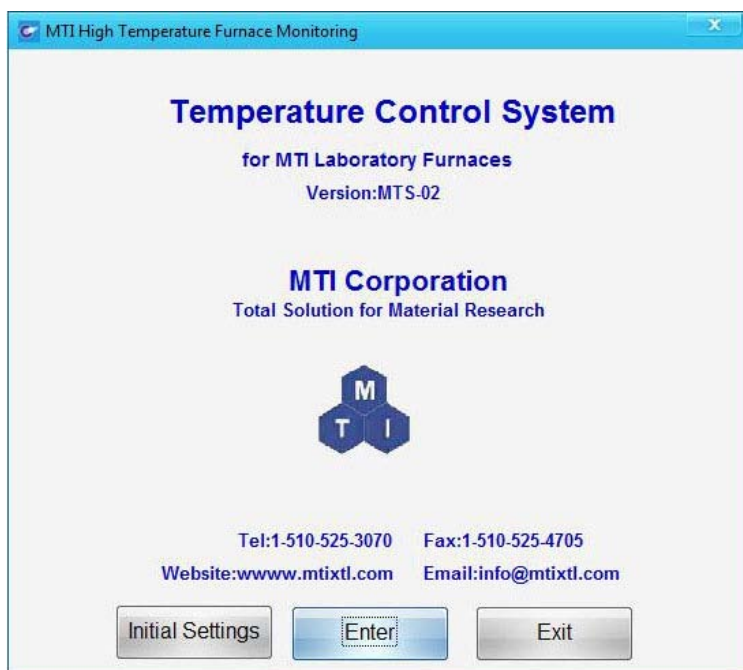 MTI High Temperature Furnace Monitoring
x
Temperature Control System
for MTI Laboratory Furnaces
Version:MTS-02
MTI Corporation
Total Solution for Material Research
M
T I
Tel:1-510-525-3070 Fax:1-510-525-4705
Website:wwww.mtixtl.com Email:info@mtixtl.com
Initial Settings Enter Exit